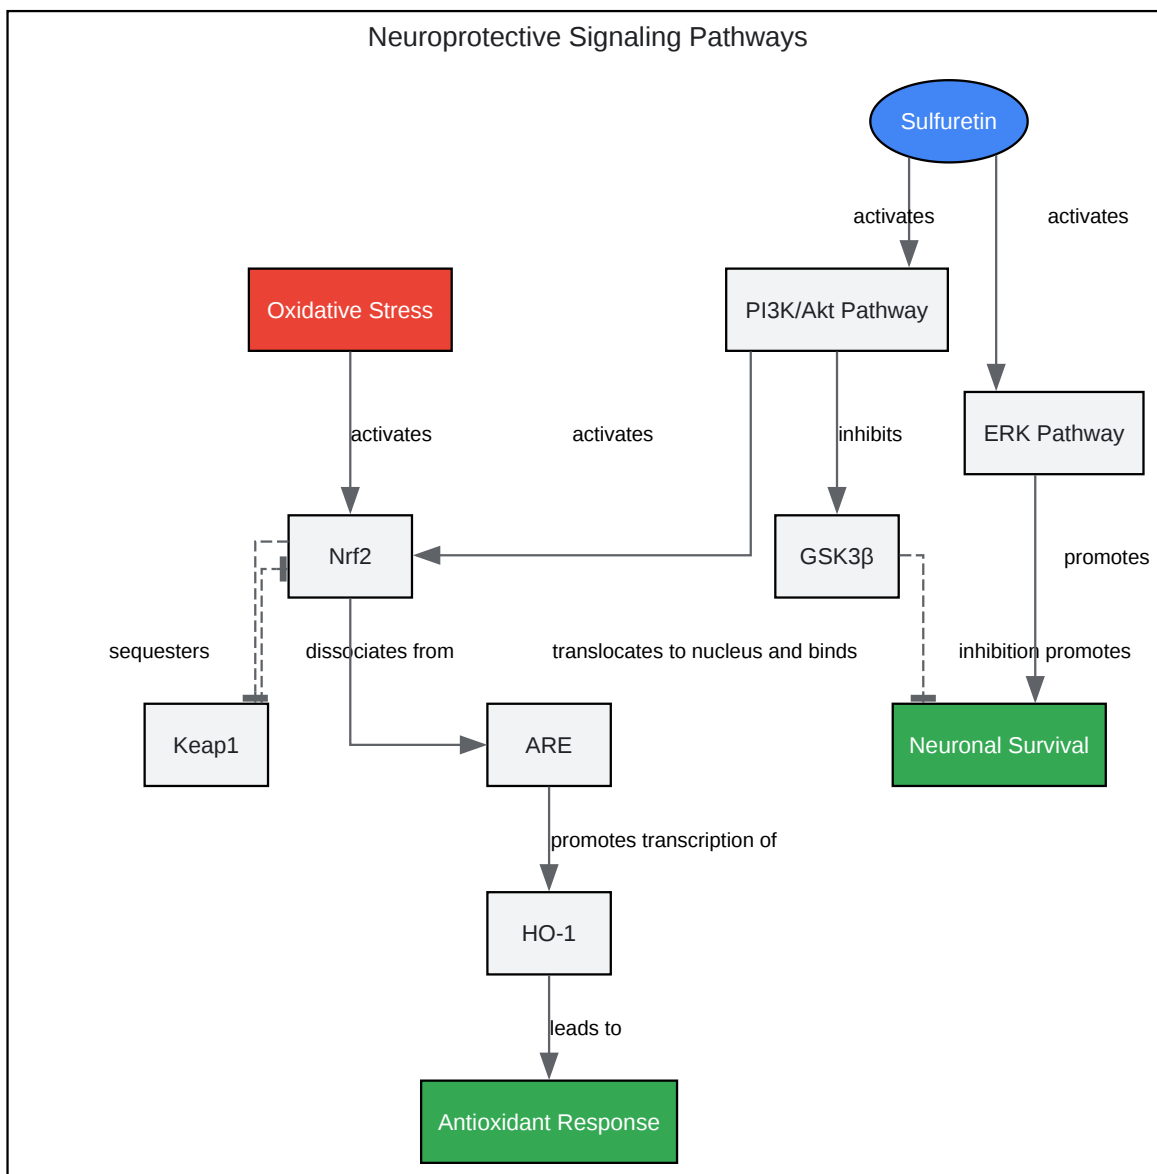 Neuroprotective Signaling Pathways
Sulfuretin
activates
activates
Oxidative Stress
PI3K/Akt Pathway
activates
activates
inhibits
ERK Pathway
Nrf2
GSK3β
promotes
sequesters
dissociates from
translocates to nucleus and binds
inhibition promotes
Keap1
ARE
Neuronal Survival
promotes transcription of
HO-1
leads to
Antioxidant Response